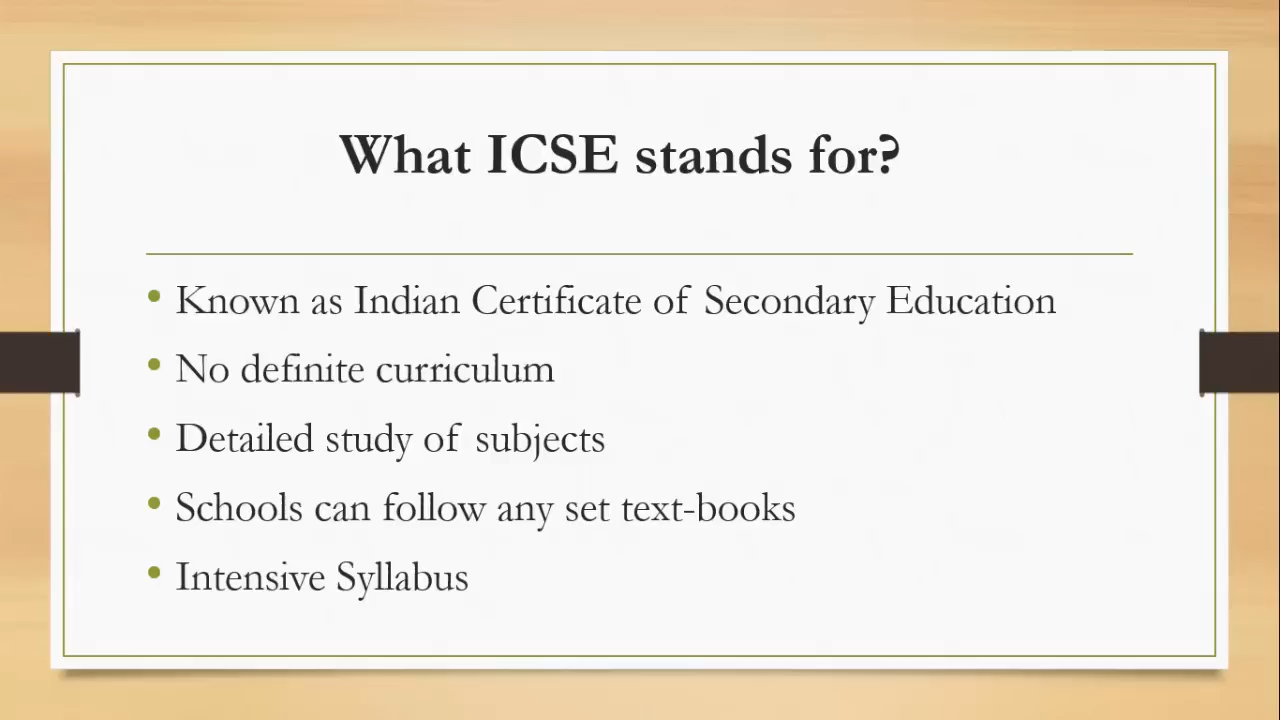 What ICSE stands for?
• Known as Indian Certificate of Secondary Education
• No definite curriculum
• Detailed study of subjects
• Schools can follow any set text-books
• Intensive Syllabus